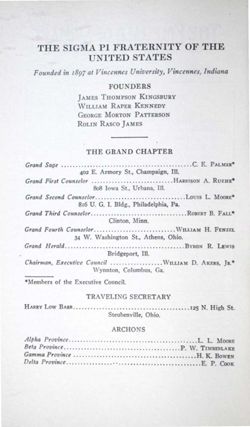 THE SIGMA PI FRATERNITY OF THE
UNITED STATES
Founded in 1897 at Vincennes University, Vincennes, Indiana
FOUNDERS
JAMES THOMPSON KINGSBURY
WILLIAM RAPER KENNEDY
GEORGE MORTON PATTERSON
ROLIN RASCO JAMES
THE GRAND CHAPTER
Grand Sage C. E. PALMER*
402 E. Armory St., Champaign, Ill.
Grand First Counselor HARRISON A. RUEHE*
808 Iowa St., Urbana, Ill.
Grand Second Counselor LOUIS L. MOORE*
816 U. G. I. Bldg., Philadelphia, Pa.
Grand Third Counselor ROBERT B. FALL*
Clinton, Minn.
Grand Fourth Counselor WILLIAM H. FENZEL
34 W. Washington St., Athens, Ohio.
Grand Herald BYRON R. LEWIS
Bridgeport, Ill.
Chairman, Executive Council WILLIAM D. AKERS, JR.*
Wynnton, Columbus, Ga.
*Members of the Executive Council.
TRAVELING SECRETARY
HARRY LOW BARR 125 N. High St.
Steubenville, Ohio.
ARCHONS
Alpha Province L. L. MOORE
Beta Province P. W. TIMBERLAKE
Gamma Province H. K. BOWEN
Delta Province E. P. COOK